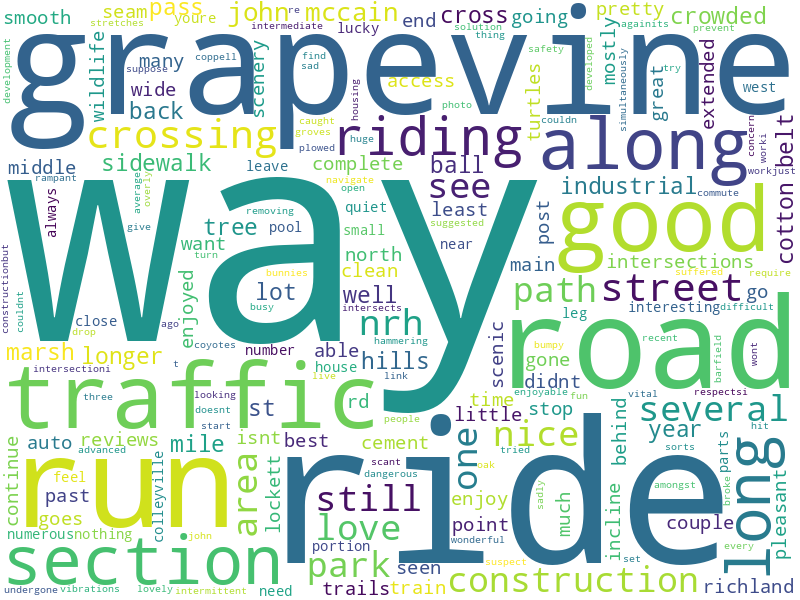 stretches
re
intermediate
smooth
seam
pass
youre
john
mccain
end
cross
going
pretty
crowded
lucky
solution
thing
againits
prevent
grapevine
development
wildlife
many
suppose
wide
back
scenery
coppell
find
sad
access
caught
groves
plowed
housing
huge
photo
turtles
safety
developed
simultaneously
mostly
great
try
couldn
extended
west
crossing
riding
along
concern
worki
workjust
belt
cotton
middle
rampant
sidewalk
leave
complete
ball
see
least
industrial
commute
good
always
average
overly
give
tree
want
turn
removing
pool
open
navigate
quiet
small
suggested
near
north
post
main
intersections
way
constructionbut
couldnt
bunnies
clean
suffered
require
enjoyed
lot
well
path
street
go
close
drop
ago
busy
intersects
nrh
hammering
scenic
leg
interesting
difficult
marsh
longer
coyotes
number
able
house
hills
bumpy
gone
recent
road
barfield
wont
intersectioni
t
looking
link
live
didnt
enjoyable
fun
vital
respectsi
three
traffic
doesnt
start
st
rd
people
time
little
stop
several
hit
auto
reviews
advanced
mile
isnt
best
cement
one
nice
tried
behind
year
sorts
continue
feel
past
run
colleyville
area
lockett
scant
dangerous
oak
amongst
parts
broke
still
enjoy
sadly
much
incline
couple
long
pleasant
goes
numerous
nothing
john
love
point
wonderful
ride
portion
seen
park
suspect
set
every
section
undergone
vibrations
lovely
intermittent
need
trails
train
construction
richland